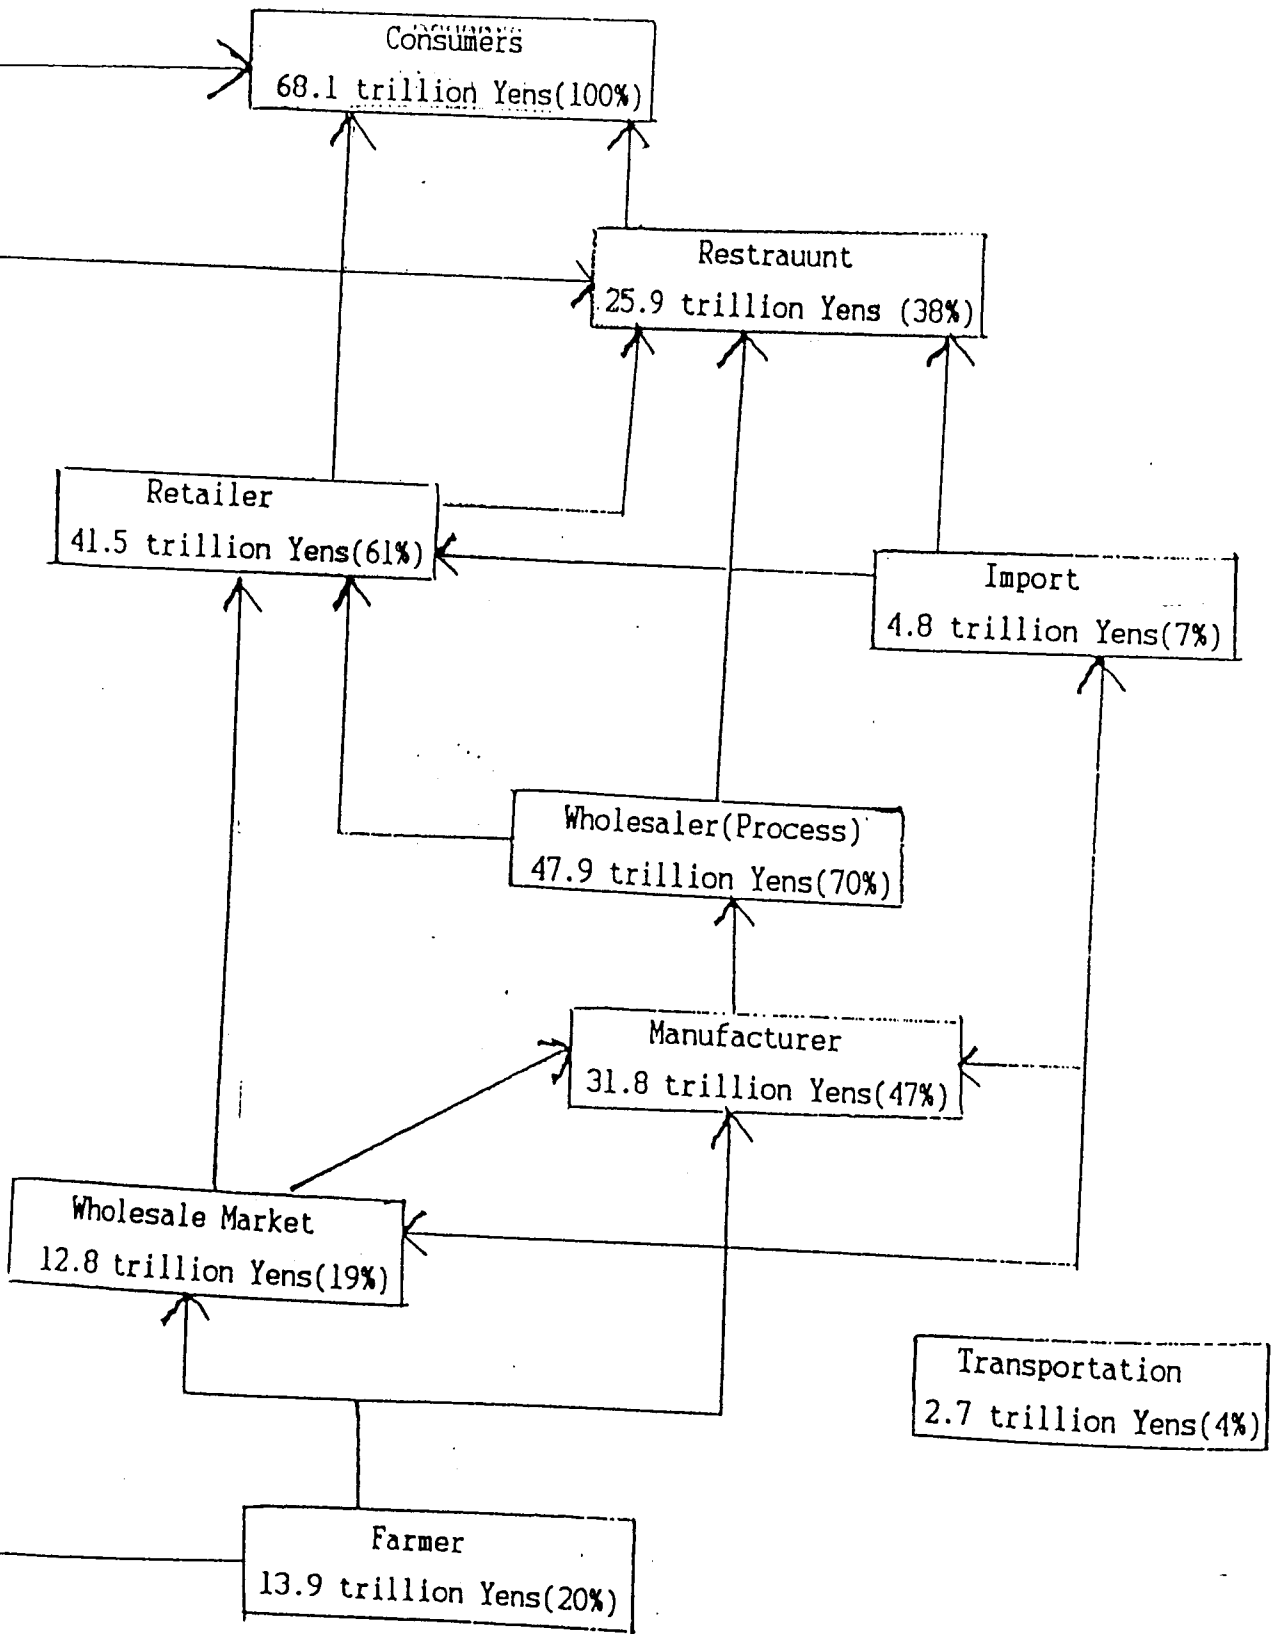 Consumers
68.1 trillion Yens(100%)
Restrauunt
25.9 trillion Yens (38%)
Retailer
41.5 trillion Yens(61%)
Import
4.8 trillion Yens(7%)
Wholesaler(Process)
47.9 trillion Yens(70%)
Manufacturer
31.8 trillion Yens(47%)
Wholesale Market
12.8 trillion Yens(19%)
Transportation
2.7 trillion Yens(4%)
Farmer
13.9 trillion Yens(20%)